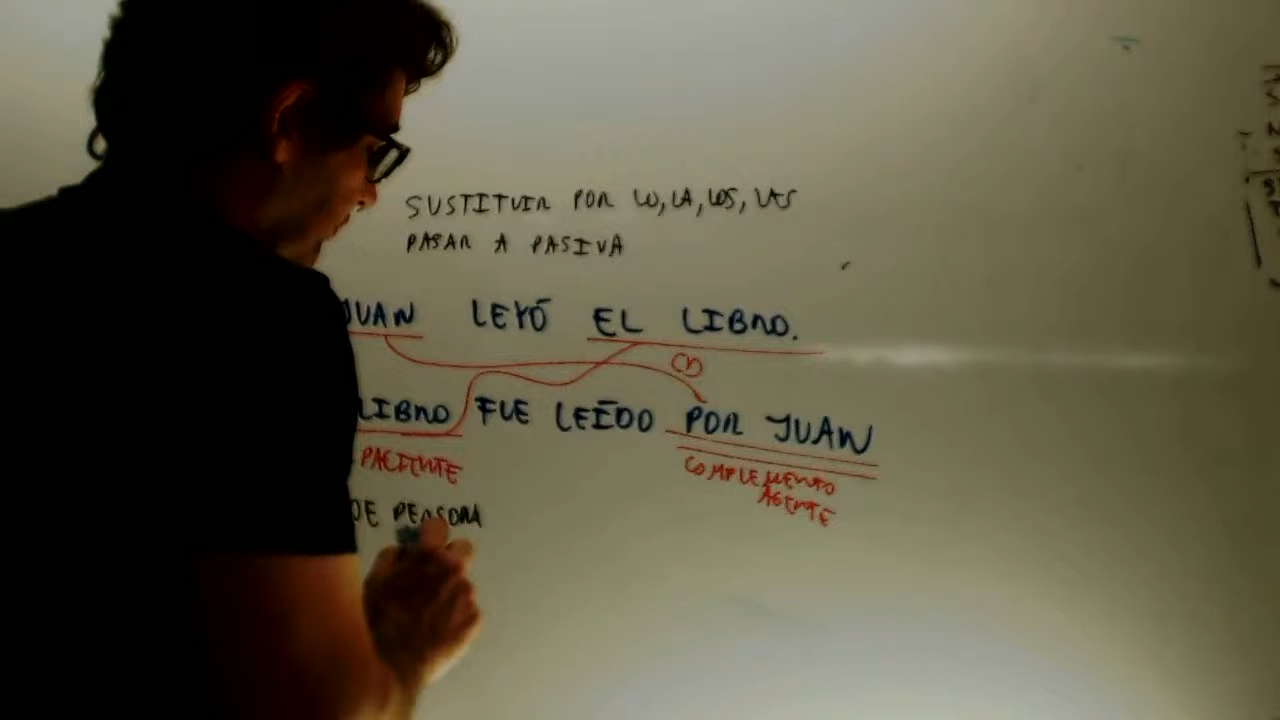 SUSTITUIR POR LO, LA, LOS, LAS
PASAR A PASIVA
JUAN LEYÓ EL LIBRO.
CD
LIBRO FUE LEÍDO POR JUAN
PACIENTE
COMPLEMENTO
AGENTE
DE PERSONA